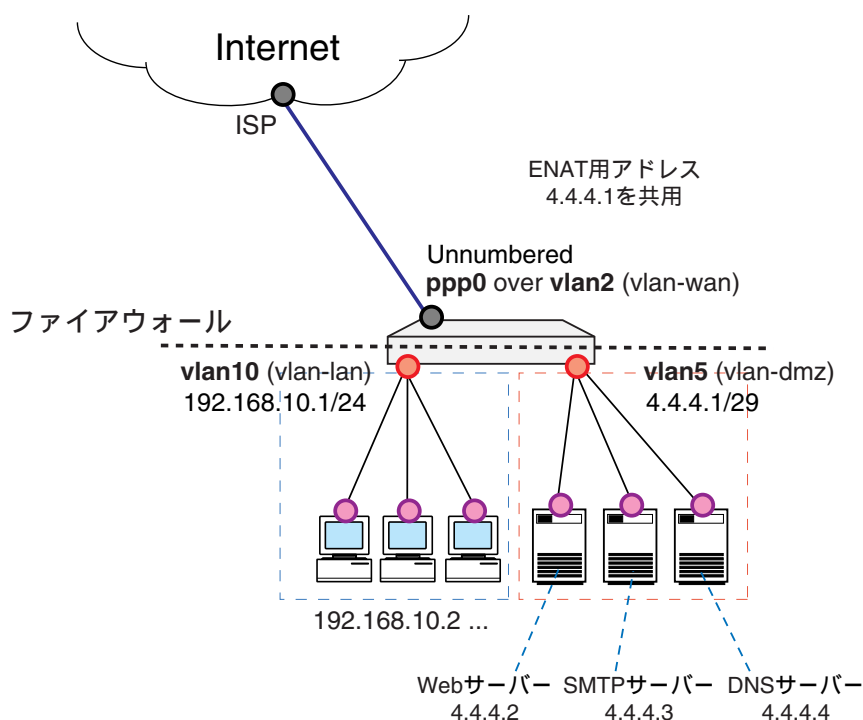 Internet
ISP
ENAT用アドレス
4.4.4.1を共用
Unnumbered
ppp0 over vlan2 (vlan-wan)
ファイアウォール
vlan10 (vlan-lan)
192.168.10.1/24
vlan5 (vlan-dmz)
4.4.4.1/29
192.168.10.2 ...
Webサーバー
4.4.4.2
SMTPサーバー
4.4.4.3
DNSサーバー
4.4.4.4